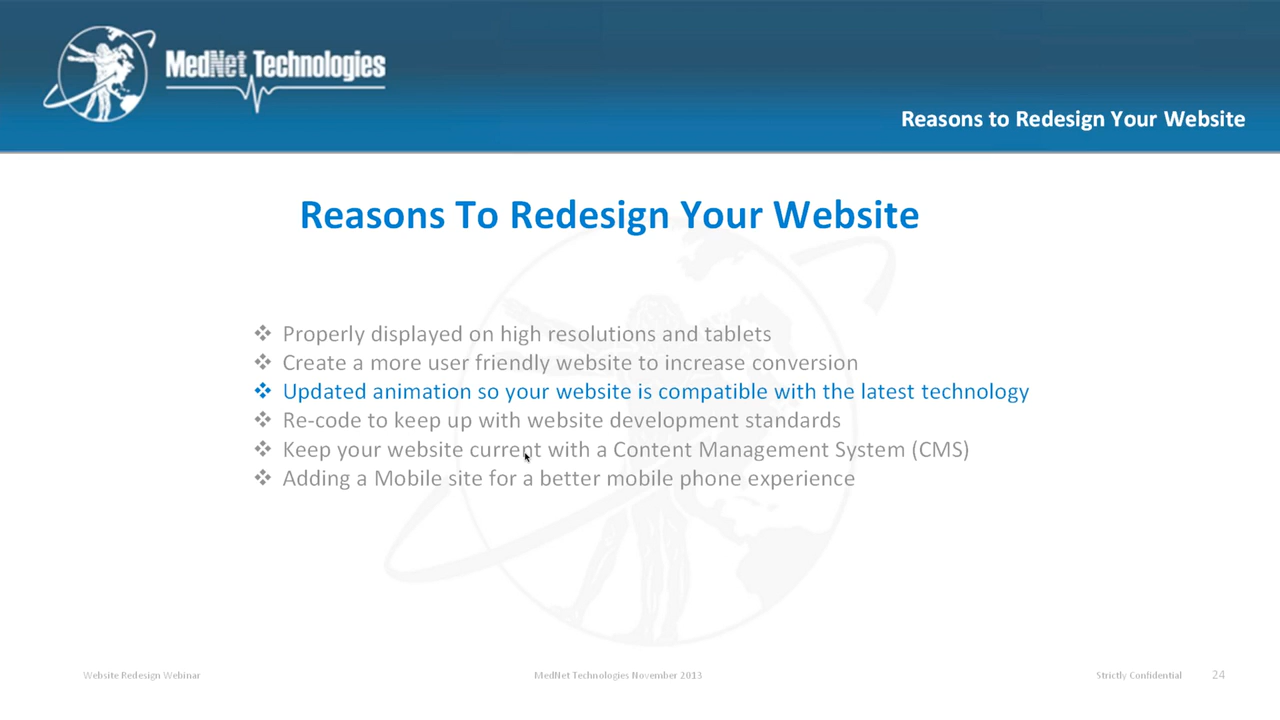 MedNet Technologies
Reasons to Redesign Your Website
Reasons To Redesign Your Website
❖ Properly displayed on high resolutions and tablets
❖ Create a more user friendly website to increase conversion
❖ Updated animation so your website is compatible with the latest technology
❖ Re-code to keep up with website development standards
❖ Keep your website current with a Content Management System (CMS)
❖ Adding a Mobile site for a better mobile phone experience
Website Redesign Webinar
MedNet Technologies November 2013
Strictly Confidential
24